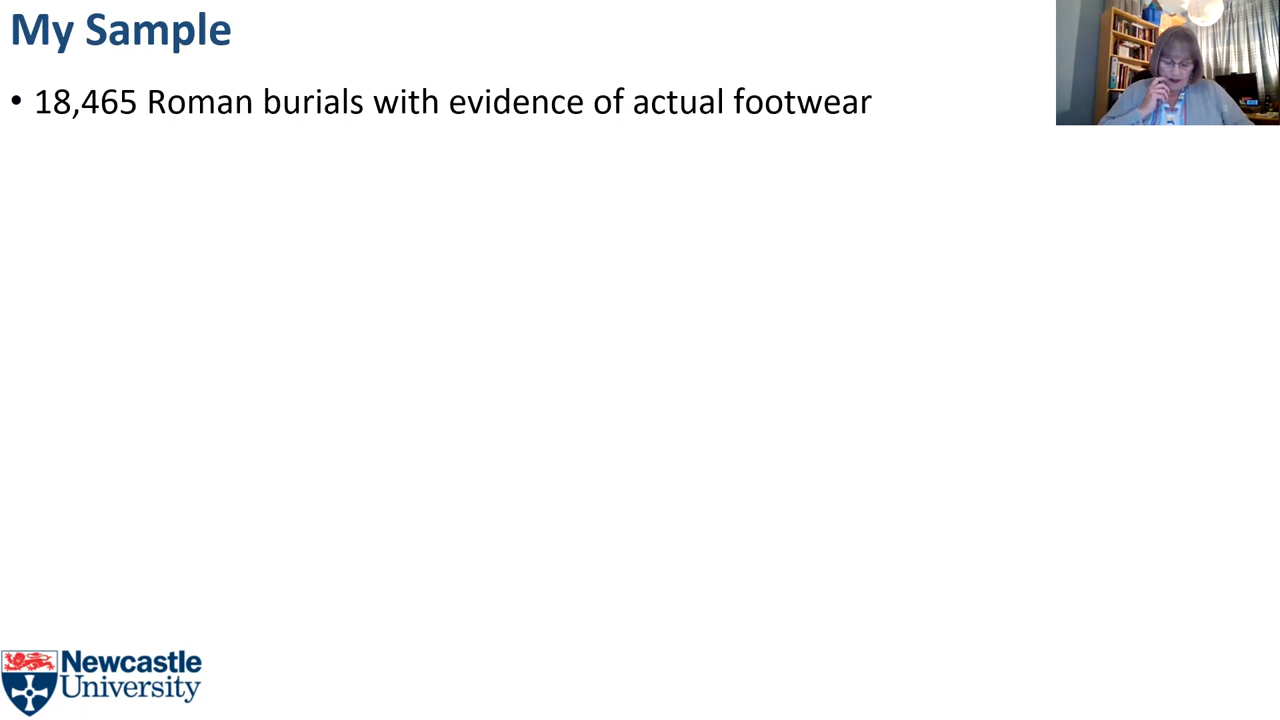 My Sample
• 18,465 Roman burials with evidence of actual footwear
Newcastle
University